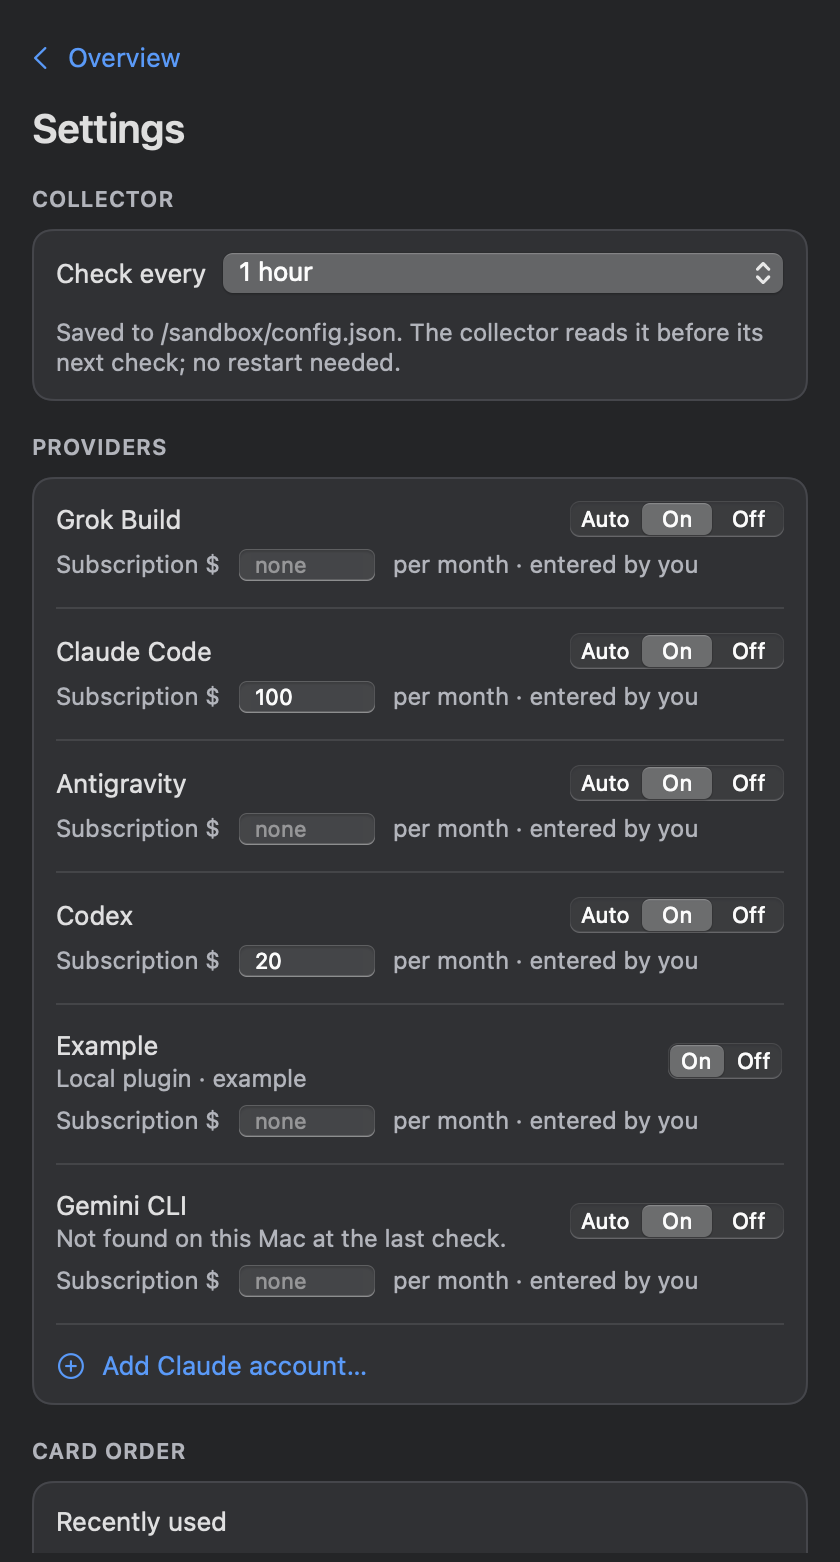 Overview
Settings
COLLECTOR
Check every 1 hour
Saved to /sandbox/config.json. The collector reads it before its
next check; no restart needed.
PROVIDERS
Grok Build Auto On Off
Subscription $ none per month · entered by you
Claude Code Auto On Off
Subscription $ 100 per month · entered by you
Antigravity Auto On Off
Subscription $ none per month · entered by you
Codex Auto On Off
Subscription $ 20 per month · entered by you
Example On Off
Local plugin · example
Subscription $ none per month · entered by you
Gemini CLI Auto On Off
Not found on this Mac at the last check.
Subscription $ none per month · entered by you
Add Claude account...
CARD ORDER
Recently used